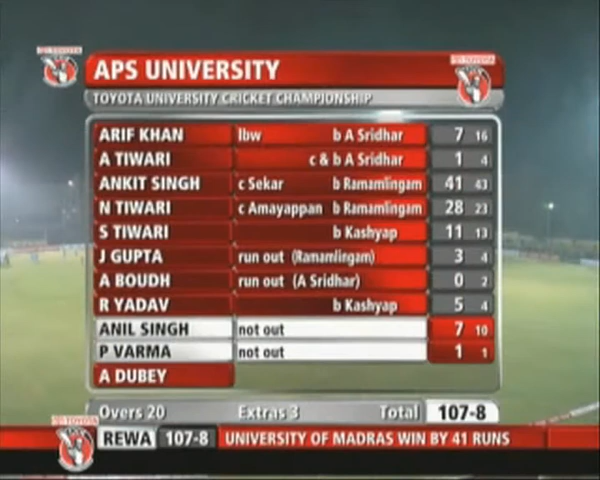 APS UNIVERSITY
TOYOTA UNIVERSITY CRICKET CHAMPIONSHIP
ARIF KHAN lbw b A Sridhar 7 16
A TIWARI c & b A Sridhar 1 4
ANKIT SINGH c Sekar b Ramamlingam 41 43
N TIWARI c Amayappan b Ramamlingam 28 23
S TIWARI b Kashyap 11 13
J GUPTA run out (Ramamlingam) 3 4
A BOUDH run out (A Sridhar) 0 2
R YADAV b Kashyap 5 4
ANIL SINGH not out 7 10
P VARMA not out 1 1
A DUBEY
Overs 20 Extras 3 Total 107-8
REWA 107-8 UNIVERSITY OF MADRAS WIN BY 41 RUNS